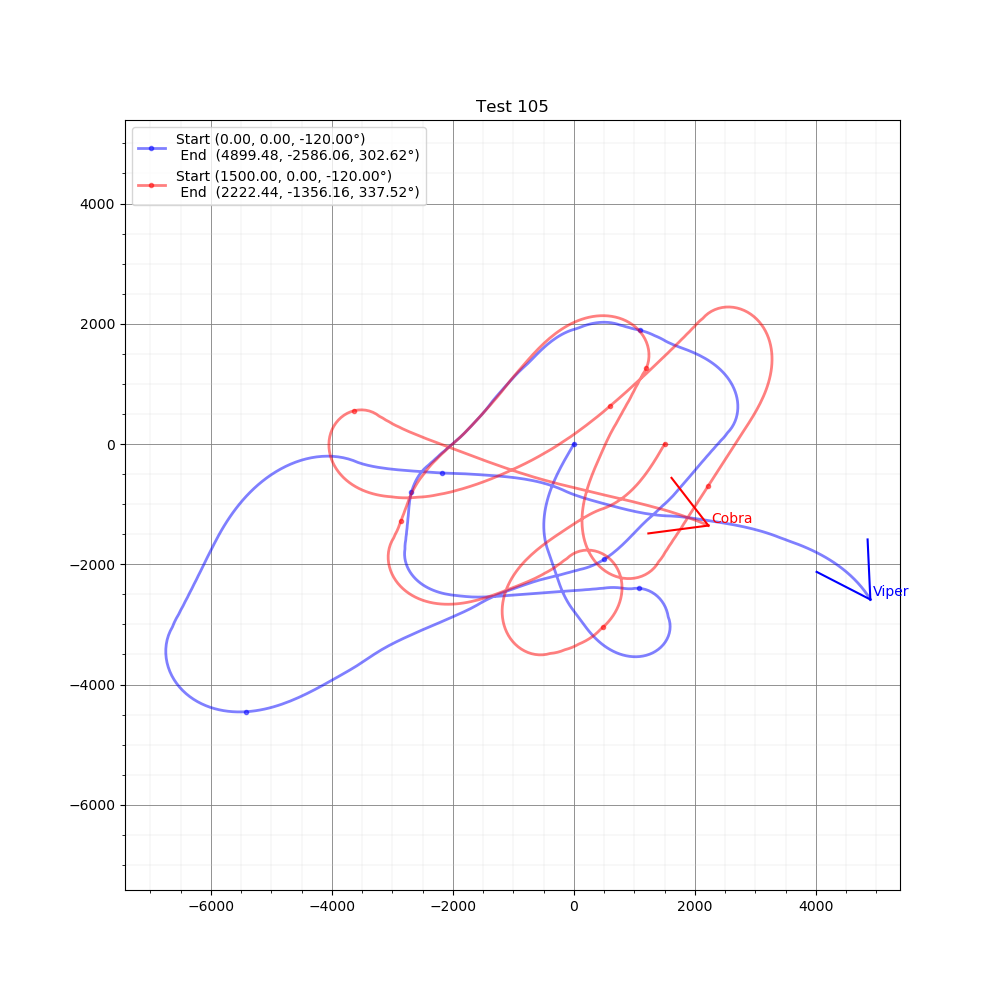 Test 105
Start (0.00, 0.00, -120.00°)
End (4899.48, -2586.06, 302.62°)
Start (1500.00, 0.00, -120.00°)
End (2222.44, -1356.16, 337.52°)
4000
2000
0
−2000
−4000
−6000
Cobra
Viper
−6000 −4000 −2000 0 2000 4000